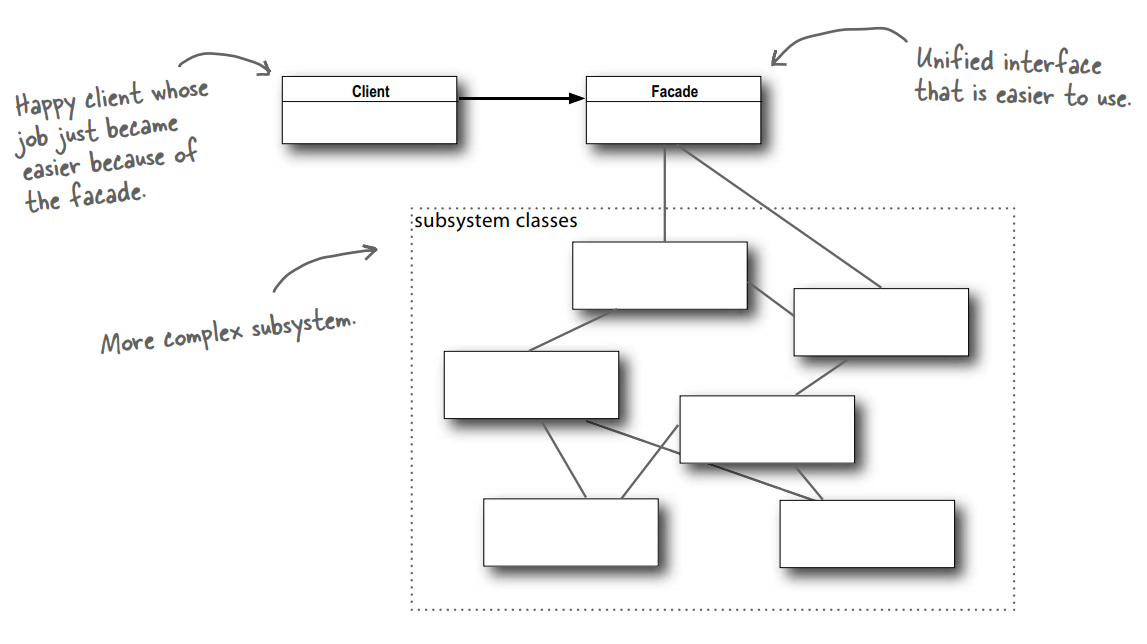 Happy client whose
job just became
easier because of
the facade.
Client
Facade
Unified interface
that is easier to use.
subsystem classes
More complex subsystem.